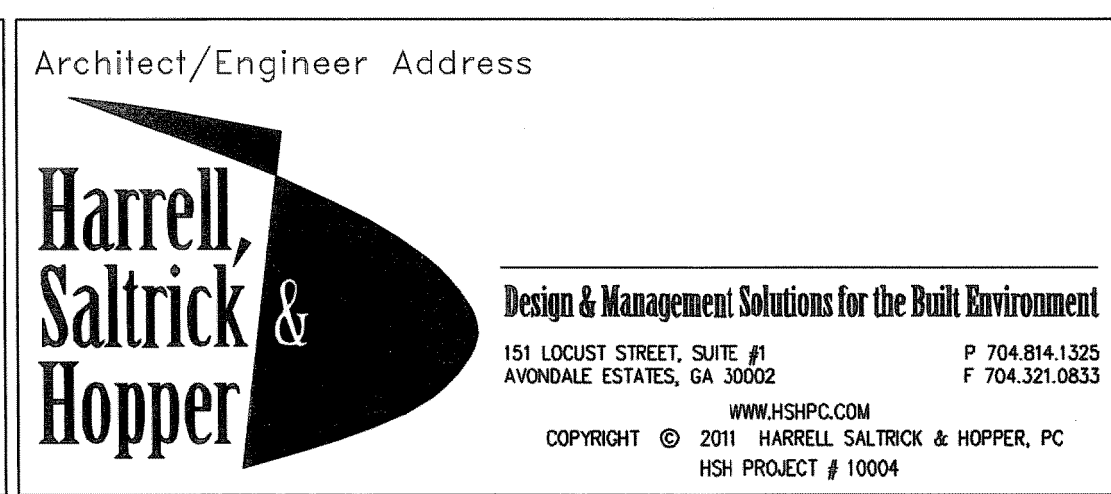 Architect/Engineer Address
Harrell,
Saltrick &
Hopper
Design & Management Solutions for the Built Environment
151 LOCUST STREET, SUITE #1 P 704.814.1325
AVONDALE ESTATES, GA 30002 F 704.321.0833
WWW.HSHPC.COM
COPYRIGHT © 2011 HARRELL SALTRICK & HOPPER, PC
HSH PROJECT # 10004